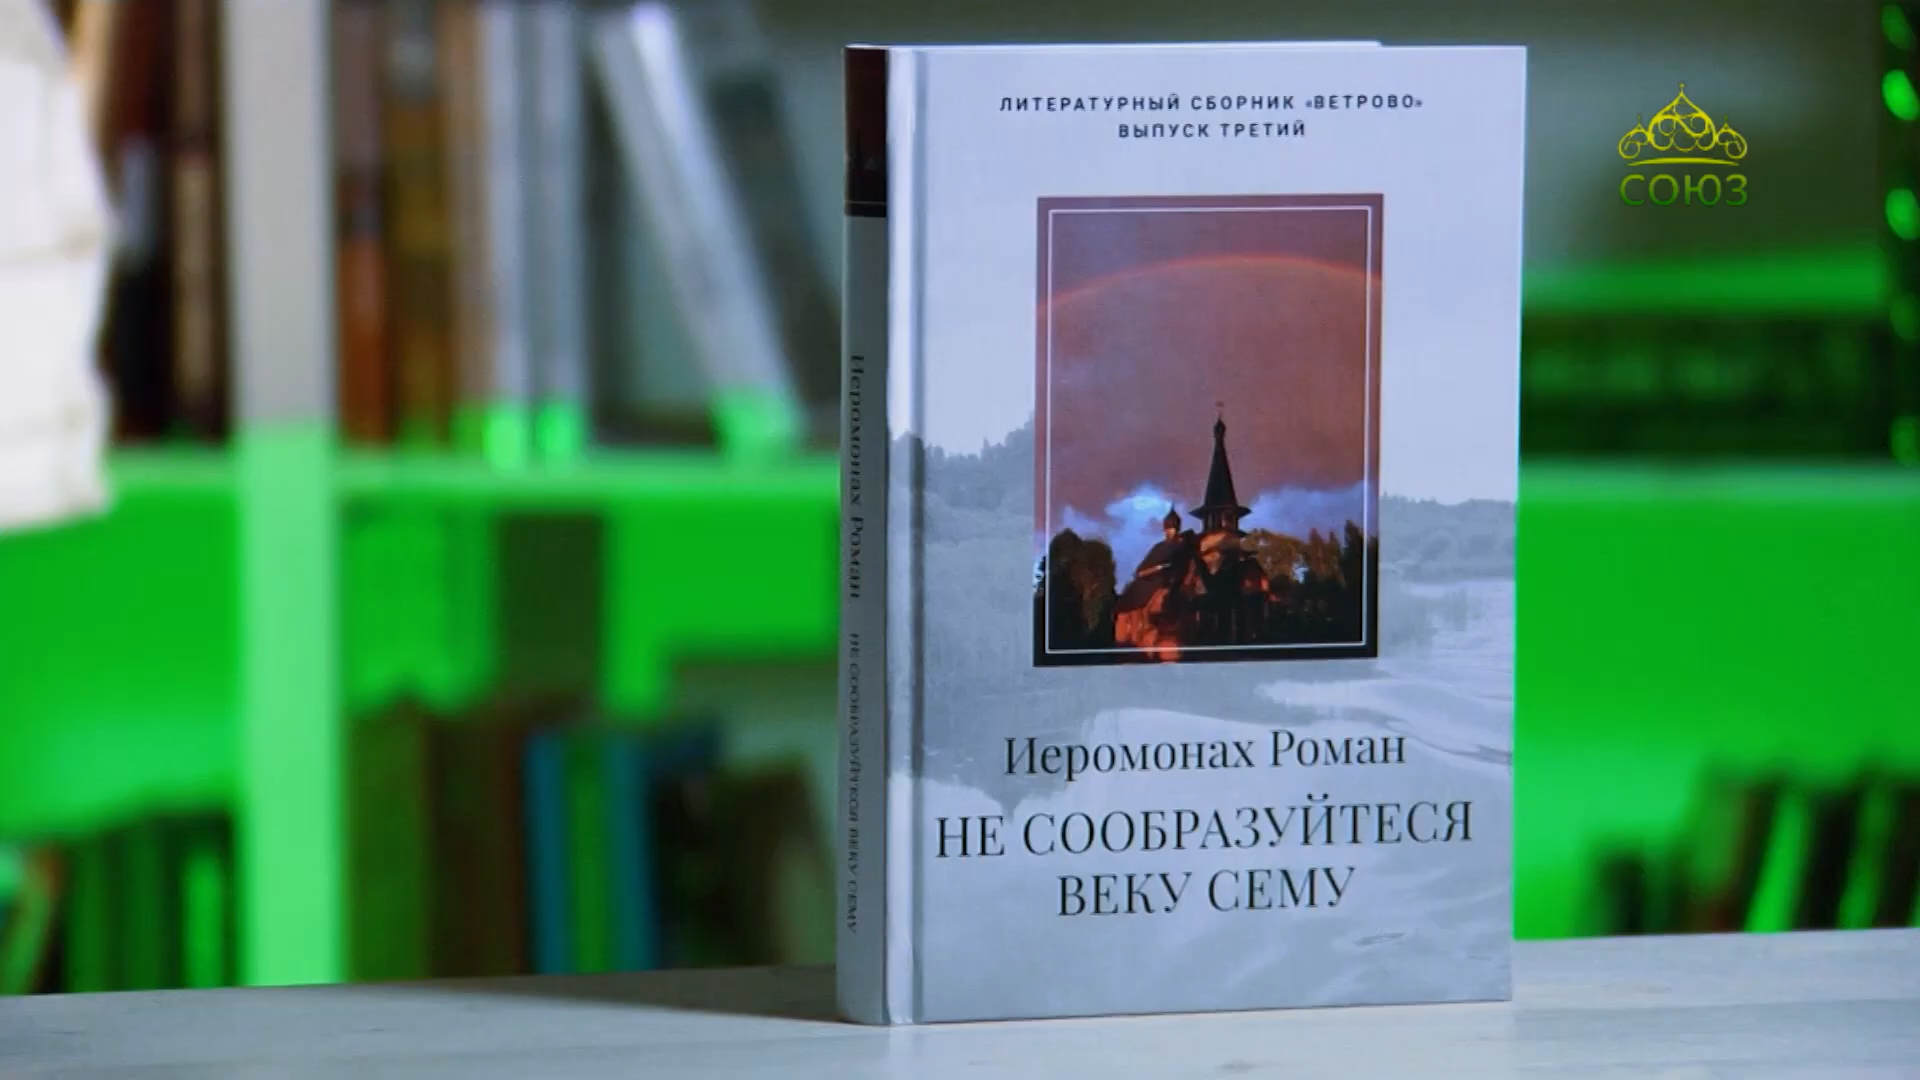 ЛИТЕРАТУРНЫЙ СБОРНИК «ВЕТРОВО»
ВЫПУСК ТРЕТИЙ
СОЮЗ
Иеромонах Роман
НЕ СООБРАЗУЙТЕСЯ
ВЕКУ СЕМУ
Иеромонах Роман НЕ СООБРАЗУЙТЕСЯ ВЕКУ СЕМУ